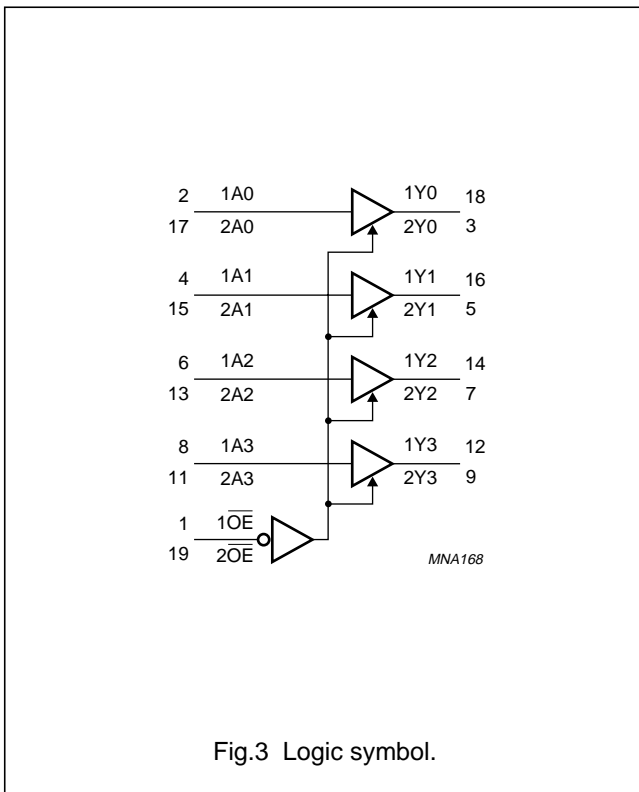 2 1A0 1Y0 18
17 2A0 2Y0 3
4 1A1 1Y1 16
15 2A1 2Y1 5
6 1A2 1Y2 14
13 2A2 2Y2 7
8 1A3 1Y3 12
11 2A3 2Y3 9
1 1O̅E̅
19 2O̅E̅
MNA168
Fig.3 Logic symbol.